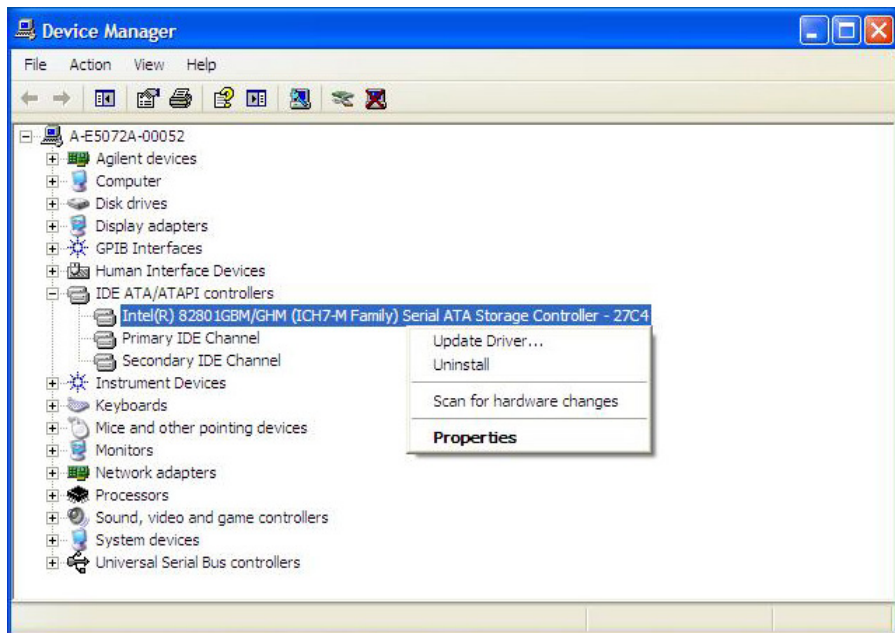 Device Manager
File Action View Help
A-E5072A-00052
Agilent devices
Computer
Disk drives
Display adapters
GPIB Interfaces
Human Interface Devices
IDE ATA/ATAPI controllers
Intel(R) 82801GBM/GHM (ICH7-M Family) Serial ATA Storage Controller - 27C4
Primary IDE Channel
Secondary IDE Channel
Instrument Devices
Keyboards
Mice and other pointing devices
Monitors
Network adapters
Processors
Sound, video and game controllers
System devices
Universal Serial Bus controllers
Update Driver...
Uninstall
Scan for hardware changes
Properties